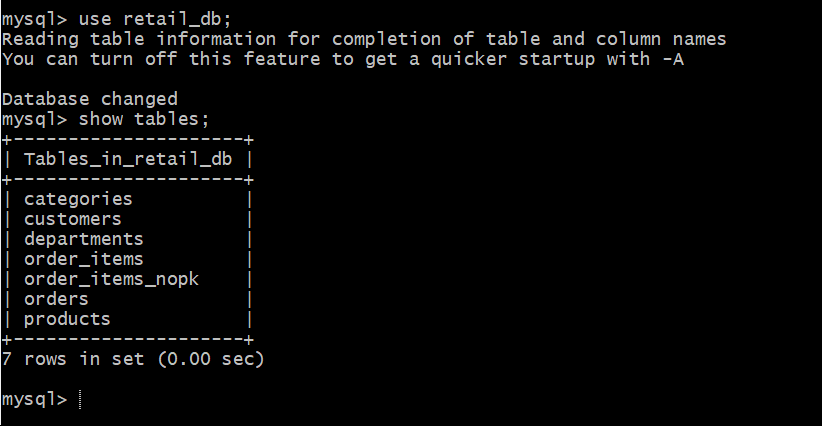 mysql> use retail_db;
Reading table information for completion of table and column names
You can turn off this feature to get a quicker startup with -A
Database changed
mysql> show tables;
+---------------------+
| Tables_in_retail_db |
+---------------------+
| categories          |
| customers           |
| departments         |
| order_items         |
| order_items_nopk    |
| orders              |
| products            |
+---------------------+
7 rows in set (0.00 sec)
mysql>